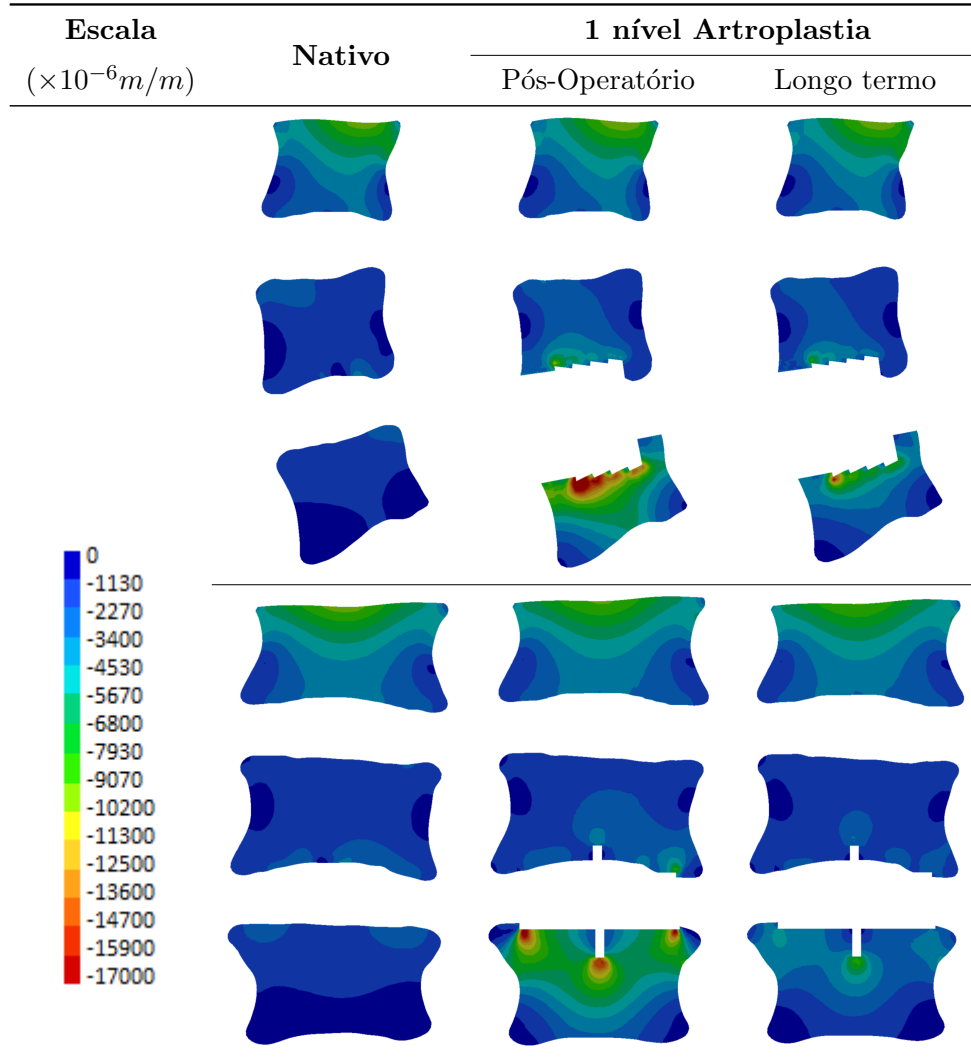 Escala
(×10⁻⁶m/m)
Nativo
1 nível Artroplastia
Pós-Operatório
Longo termo
0
-1130
-2270
-3400
-4530
-5670
-6800
-7930
-9070
-10200
-11300
-12500
-13600
-14700
-15900
-17000